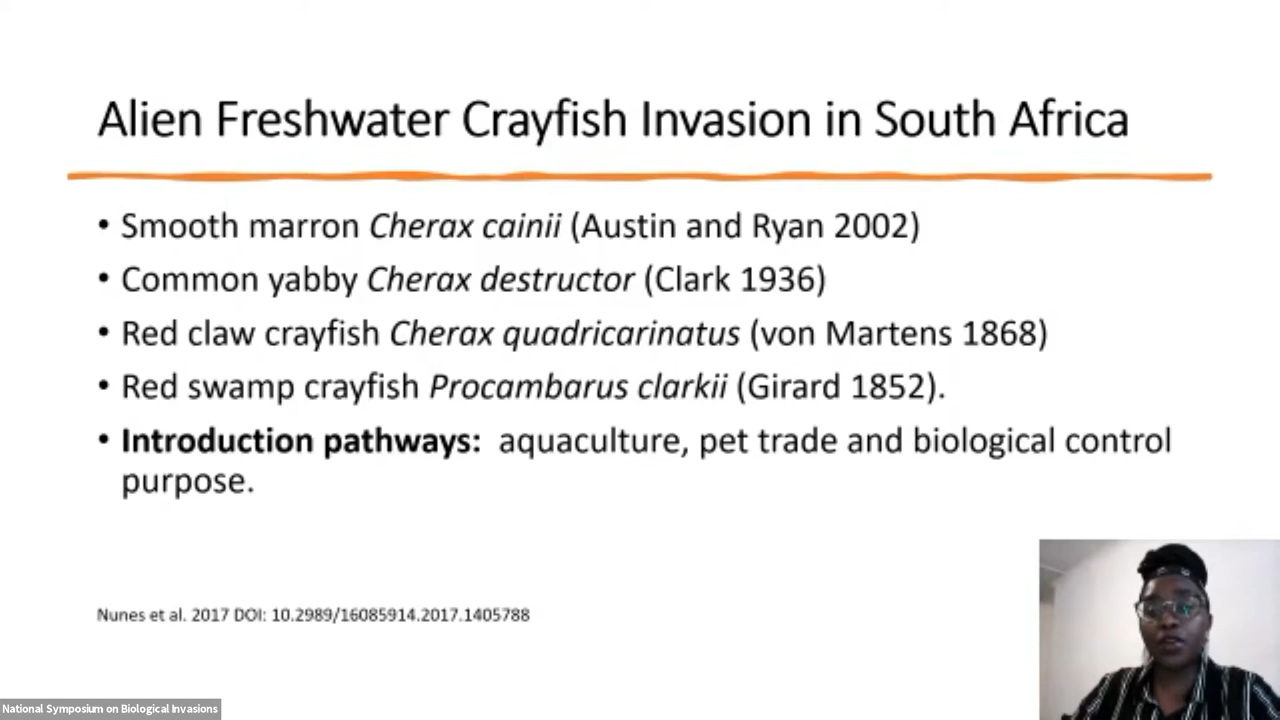 Alien Freshwater Crayfish Invasion in South Africa
• Smooth marron Cherax cainii (Austin and Ryan 2002)
• Common yabby Cherax destructor (Clark 1936)
• Red claw crayfish Cherax quadricarinatus (von Martens 1868)
• Red swamp crayfish Procambarus clarkii (Girard 1852).
• Introduction pathways: aquaculture, pet trade and biological control
purpose.
Nunes et al. 2017 DOI: 10.2989/16085914.2017.1405788
National Symposium on Biological Invasions